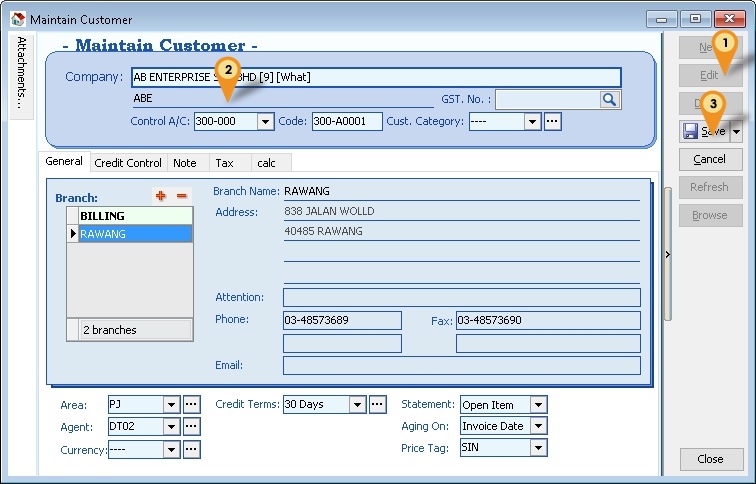 Maintain Customer
Attachments...
- Maintain Customer -
Company: AB ENTERPRISE BHD [9] [What]
ABE GST. No. :
Control A/C: 300-000 Code: 300-A0001 Cust. Category: ----
General Credit Control Note Tax calc
Branch:
BILLING
RAWANG
2 branches
Branch Name: RAWANG
Address: 838 JALAN WOLLD
40485 RAWANG
Attention:
Phone: 03-48573689 Fax: 03-48573690
Email:
Area: PJ Credit Terms: 30 Days Statement: Open Item
Agent: DT02 Aging On: Invoice Date
Currency: ---- Price Tag: SIN
1
2
3
Edit
Save
Cancel
Refresh
Browse
Close